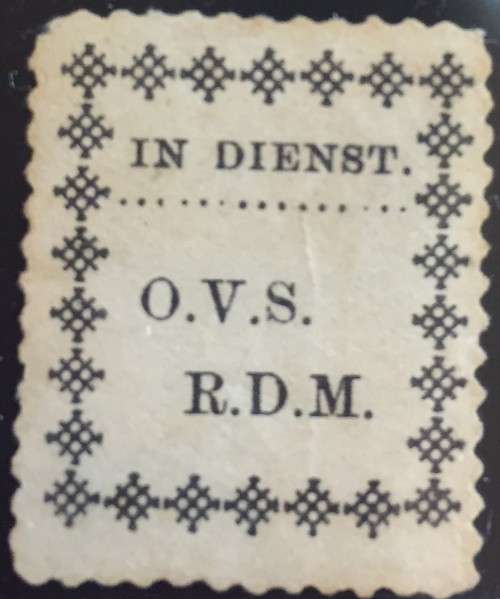 IN DIENST.
O.V.S.
R.D.M.